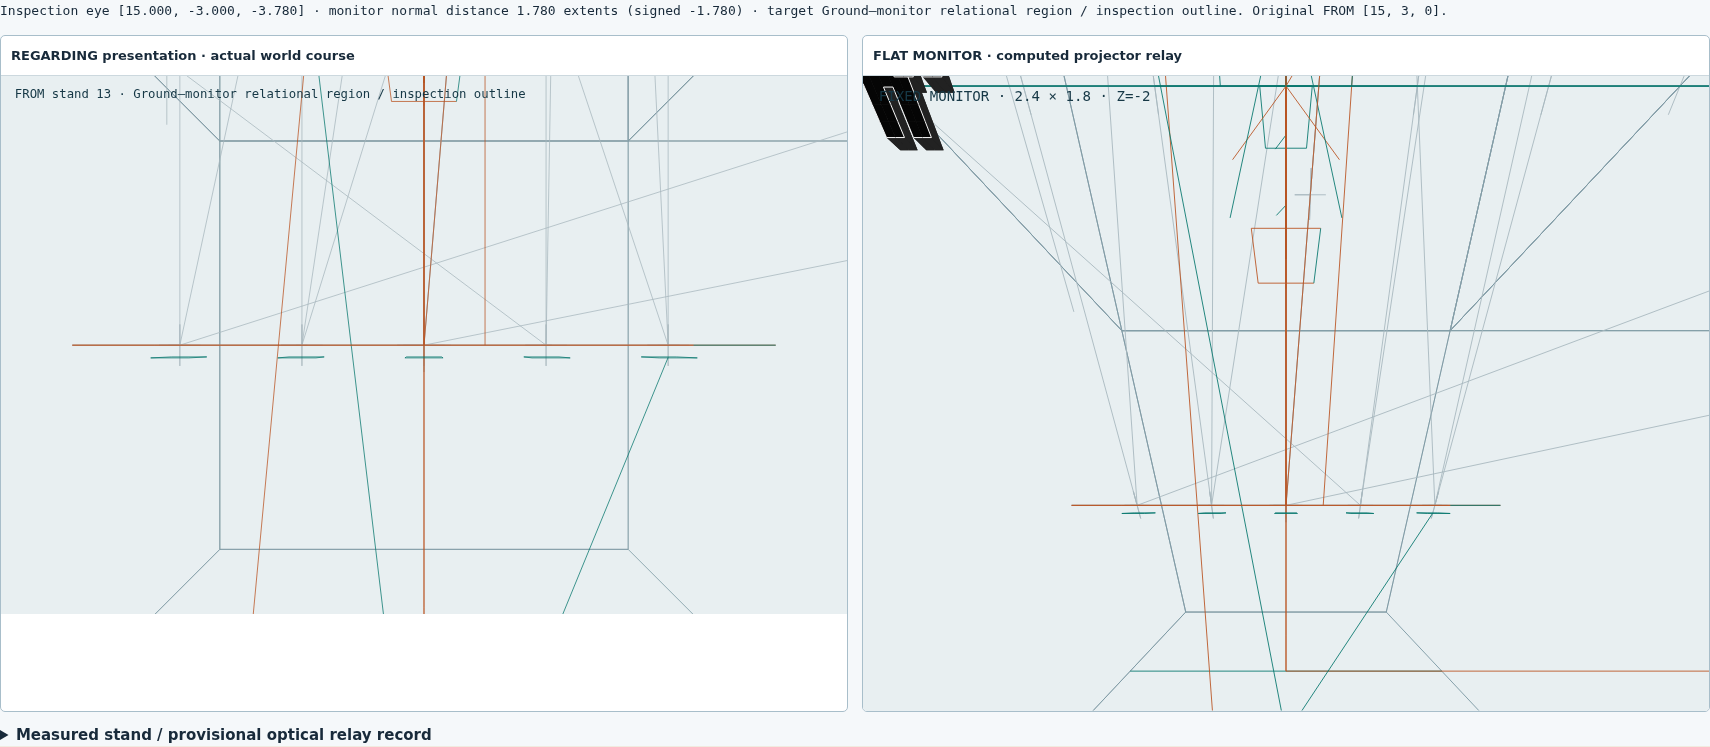 Inspection eye [15.000, -3.000, -3.780] · monitor normal distance 1.780 extents (signed -1.780) · target Ground—monitor relational region / inspection outline. Original FROM [15, 3, 0].
REGARDING presentation · actual world course
FROM stand 13 · Ground—monitor relational region / inspection outline
FLAT MONITOR · computed projector relay
FIXED MONITOR · 2.4 × 1.8 · Z=-2
▶ Measured stand / provisional optical relay record